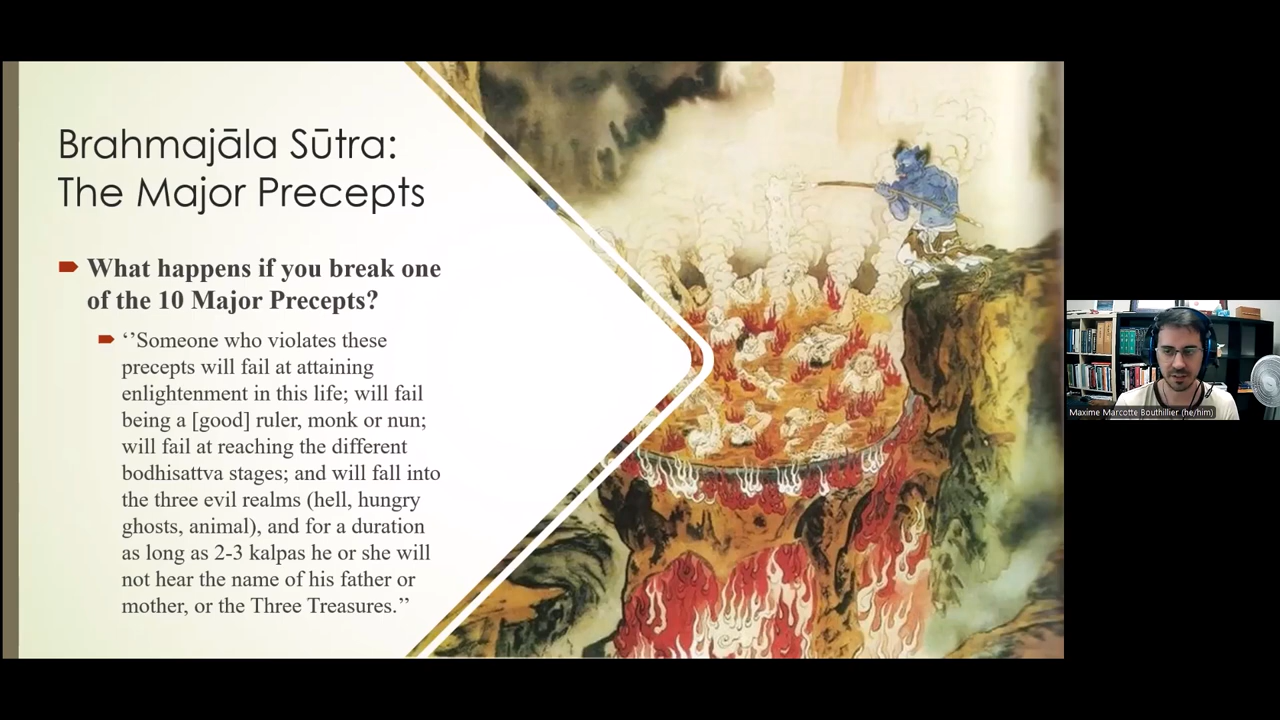 Brahmajāla Sūtra:
The Major Precepts
What happens if you break one
of the 10 Major Precepts?
‘’Someone who violates these
precepts will fail at attaining
enlightenment in this life; will fail
being a [good] ruler, monk or nun;
will fail at reaching the different
bodhisattva stages; and will fall into
the three evil realms (hell, hungry
ghosts, animal), and for a duration
as long as 2-3 kalpas he or she will
not hear the name of his father or
mother, or the Three Treasures.’’
Maxime Marcotte Bouthillier (he/him)